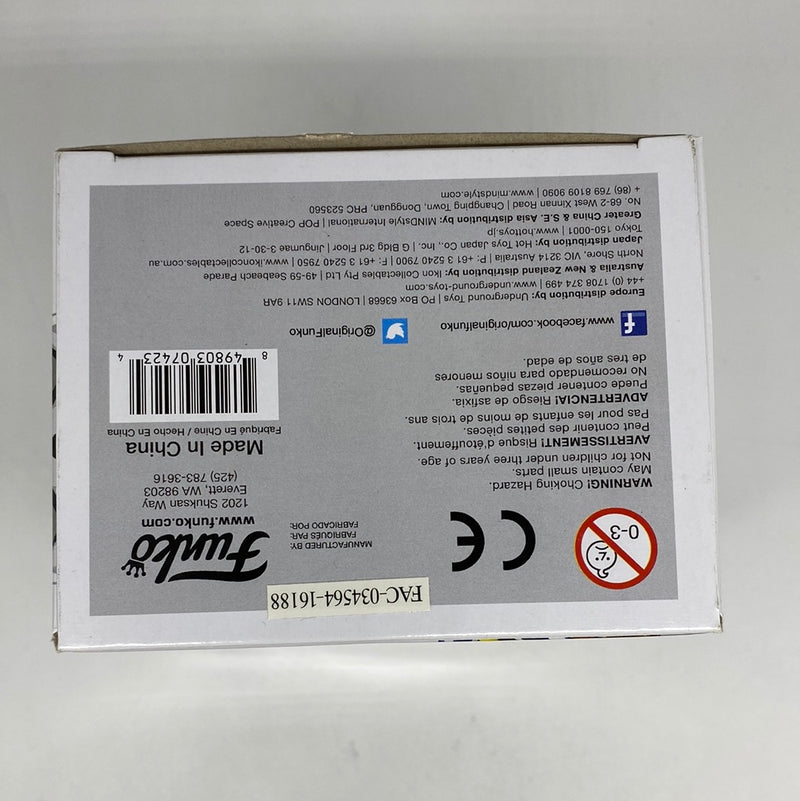 FAC-034564-16188
Funko
www.funko.com
1202 Shuksan Way
Everett, WA 98203
(425) 783-3616
MANUFACTURED BY:
FABRIQUÉS PAR:
FABRICADO POR:
CE
0-3
WARNING! Choking Hazard.
May contain small parts.
Not for children under three years of age.
AVERTISSEMENT! Risque d'étouffement.
Peut contenir des petites pièces.
Pas pour les enfants de moins de trois ans.
ADVERTENCIA! Riesgo de asfixia.
Puede contener piezas pequeñas.
No recomendado para niños menores
de tres años de edad.
Made In China
Fabriqué En Chine / Hecho En China
8 49803 07423 4
www.facebook.com/originalfunko
@OriginalFunko
Europe distribution by: Underground Toys | PO Box 63668 | LONDON SW11 9AR
+44 (0) 1708 374 499 | www.underground-toys.com
Australia & New Zealand distribution by: Ikon Collectables Pty Ltd | 49-59 Seabeach Parade
North Shore, VIC 3214 Australia | P: +61 3 5240 7900 | F: +61 3 5240 7950 | www.ikoncollectables.com.au
Japan distribution by: Hot Toys Japan Co., Inc. | G Bldg 3rd Floor | Jingumae 3-30-12
Tokyo 150-0001 | www.hottoys.jp
Greater China & S.E. Asia distribution by: MINDstyle International | POP Creative Space
No. 68-2 West Xinnan Road | Changping Town, Dongguan, PRC 523560
+ (86) 769 8109 9090 | www.mindstyle.com